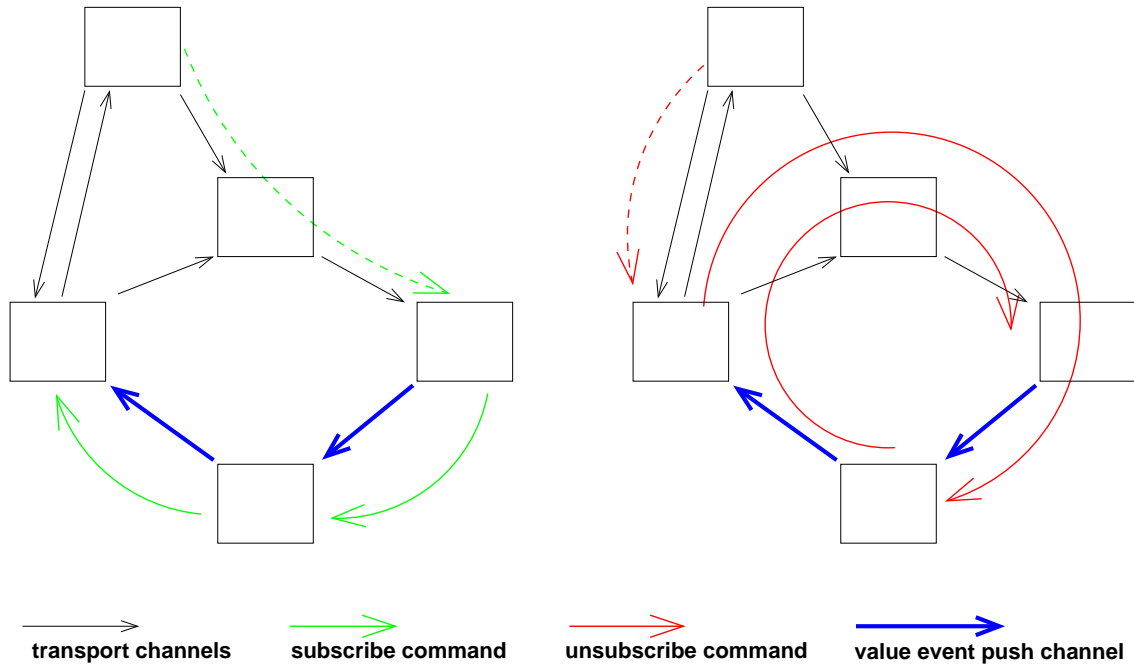 transport channels
subscribe command
unsubscribe command
value event push channel